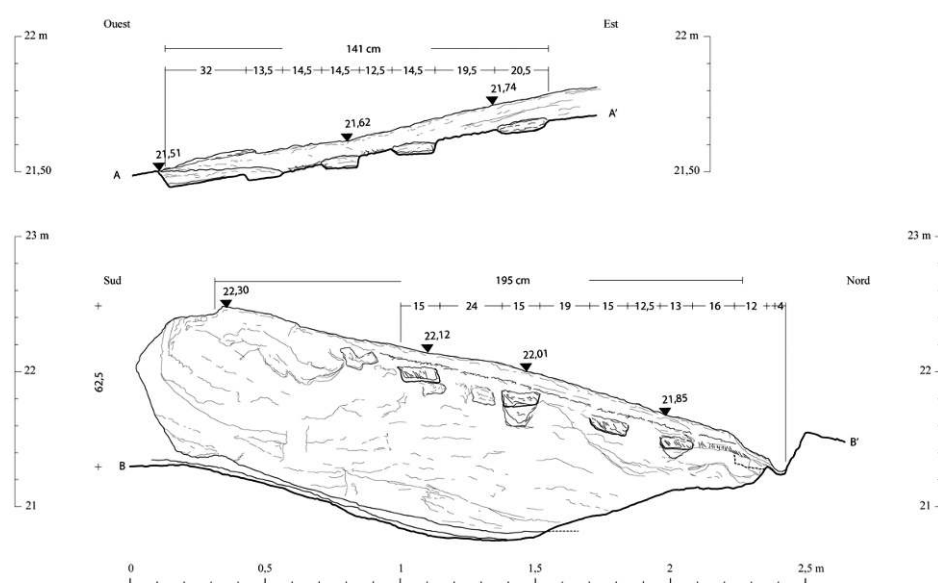 Ouest Est
22 m 22 m
141 cm
32 13,5 14,5 14,5 12,5 14,5 19,5 20,5
21,74
21,62
A'
21,51
21,50 A 21,50
23 m 23 m
Sud 195 cm Nord
22,30
15 24 15 19 15 12,5 13 16 12 4
22,12
22,01
22 22
62,5
21,85
B B'
21 21
0 0,5 1 1,5 2 2,5 m